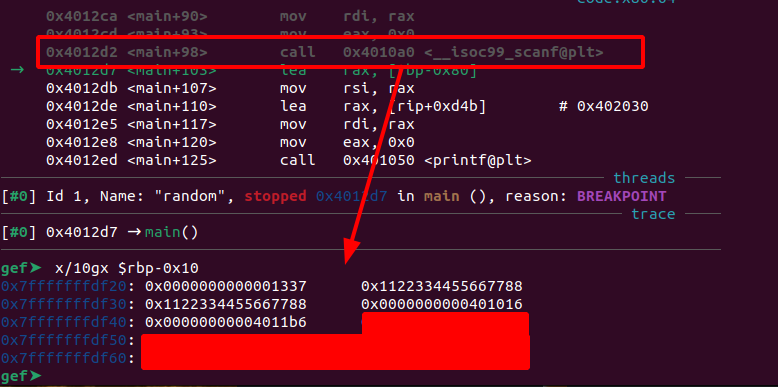 code:x86:64
0x4012ca <main+90> mov rdi, rax
0x4012cd <main+93> mov eax, 0x0
0x4012d2 <main+98> call 0x4010a0 <__isoc99_scanf@plt>
→ 0x4012d7 <main+103> lea rax, [rbp-0x80]
0x4012db <main+107> mov rsi, rax
0x4012de <main+110> lea rax, [rip+0xd4b] # 0x402030
0x4012e5 <main+117> mov rdi, rax
0x4012e8 <main+120> mov eax, 0x0
0x4012ed <main+125> call 0x401050 <printf@plt>
threads
[#0] Id 1, Name: "random", stopped 0x4012d7 in main (), reason: BREAKPOINT
trace
[#0] 0x4012d7 → main()
gef➤ x/10gx $rbp-0x10
0x7fffffffdf20: 0x0000000000001337 0x1122334455667788
0x7fffffffdf30: 0x1122334455667788 0x0000000000401016
0x7fffffffdf40: 0x00000000004011b6
0x7fffffffdf50:
0x7fffffffdf60:
gef➤